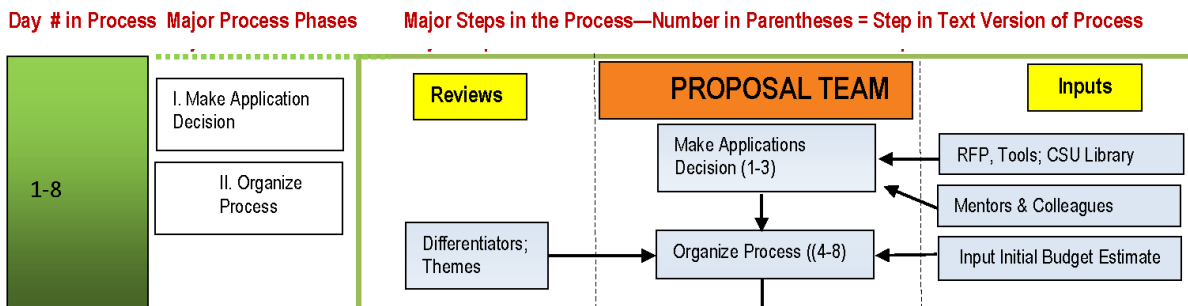 Day # in Process Major Process Phases Major Steps in the Process—Number in Parentheses = Step in Text Version of Process
Reviews
PROPOSAL TEAM
Inputs
I. Make Application
Decision
Make Applications
Decision (1-3)
RFP, Tools; CSU Library
1-8
II. Organize
Process
Mentors & Colleagues
Differentiators;
Themes
Organize Process ((4-8)
Input Initial Budget Estimate